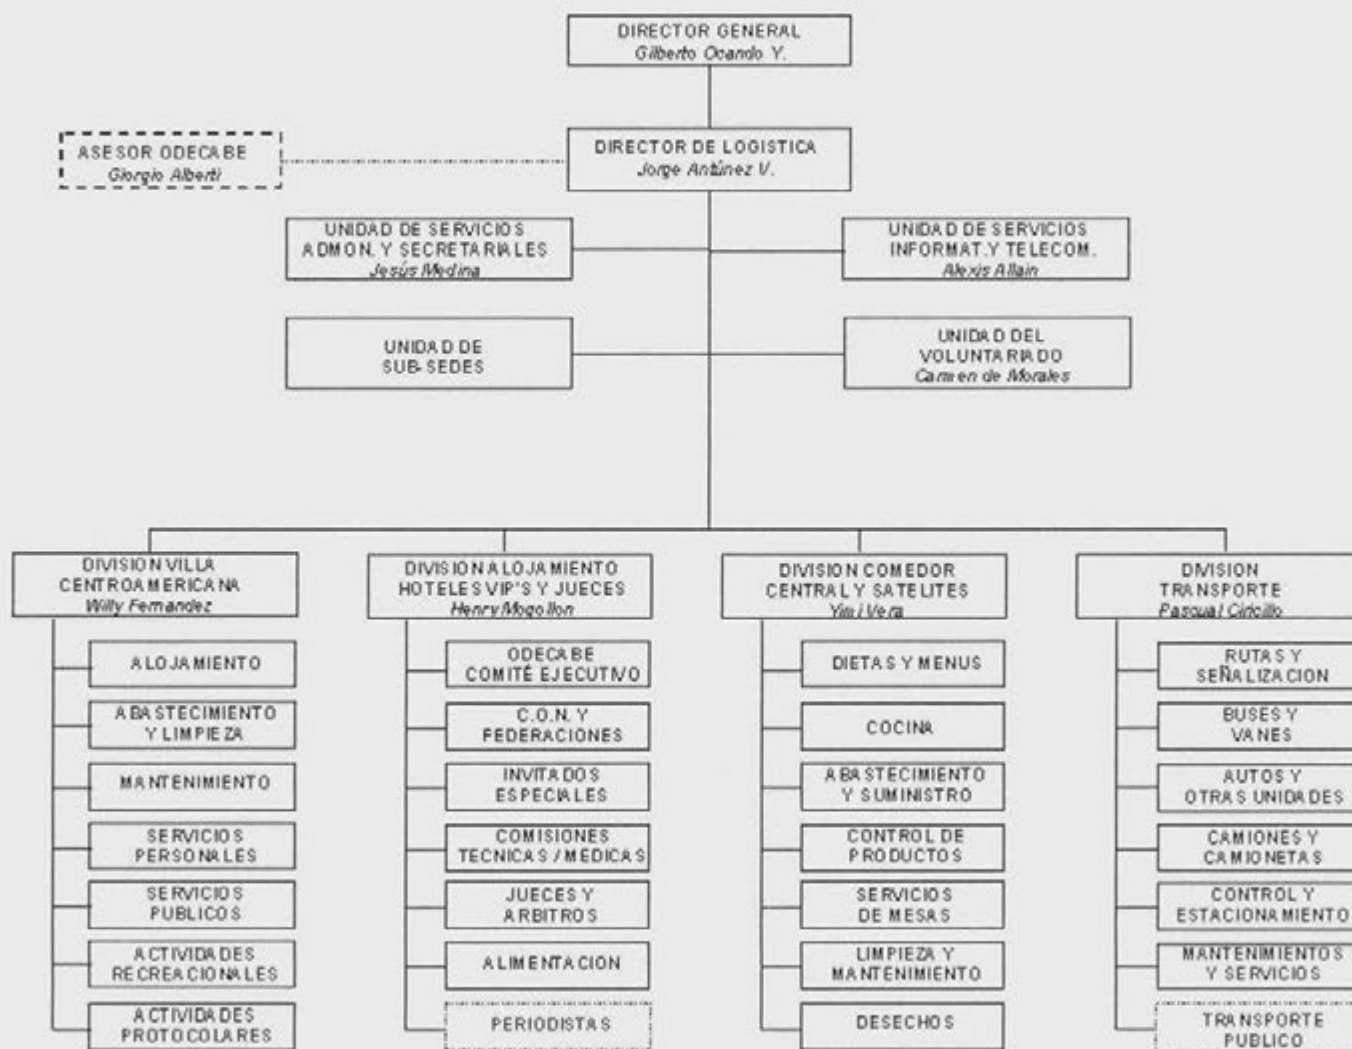 DIRECTOR GENERAL
Gilberto Ocando Y.
ASESOR ODECABE
Giorgio Alberti
DIRECTOR DE LOGISTICA
Jorge Antúnez V.
UNIDAD DE SERVICIOS
ADMON. Y SECRETARIALES
Jesús Medina
UNIDAD DE SERVICIOS
INFORMAT. Y TELECOM.
Alexis Allain
UNIDAD DE
SUB-SEDES
UNIDAD DEL
VOLUNTARIADO
Carmen de Morales
DIVISION VILLA
CENTROAMERICANA
Willy Fernandez
ALOJAMIENTO
ABASTECIMIENTO
Y LIMPIEZA
MANTENIMIENTO
SERVICIOS
PERSONALES
SERVICIOS
PUBLICOS
ACTIVIDADES
RECREACIONALES
ACTIVIDADES
PROTOCOLARES
DIVISION ALOJAMIENTO
HOTELES VIP'S Y JUECES
Henry Mogollon
ODECABE
COMITÉ EJECUTIVO
C.O.N. Y
FEDERACIONES
INVITADOS
ESPECIALES
COMISIONES
TECNICAS / MEDICAS
JUECES Y
ARBITROS
ALIMENTACION
PERIODISTAS
DIVISION COMEDOR
CENTRAL Y SATELITES
Yimi Vera
DIETAS Y MENUS
COCINA
ABASTECIMIENTO
Y SUMINISTRO
CONTROL DE
PRODUCTOS
SERVICIOS
DE MESAS
LIMPIEZA Y
MANTENIMIENTO
DESECHOS
DIVISION
TRANSPORTE
Pascual Ciricillo
RUTAS Y
SEÑALIZACION
BUSES Y
VANES
AUTOS Y
OTRAS UNIDADES
CAMIONES Y
CAMIONETAS
CONTROL Y
ESTACIONAMIENTO
MANTENIMIENTOS
Y SERVICIOS
TRANSPORTE
PUBLICO